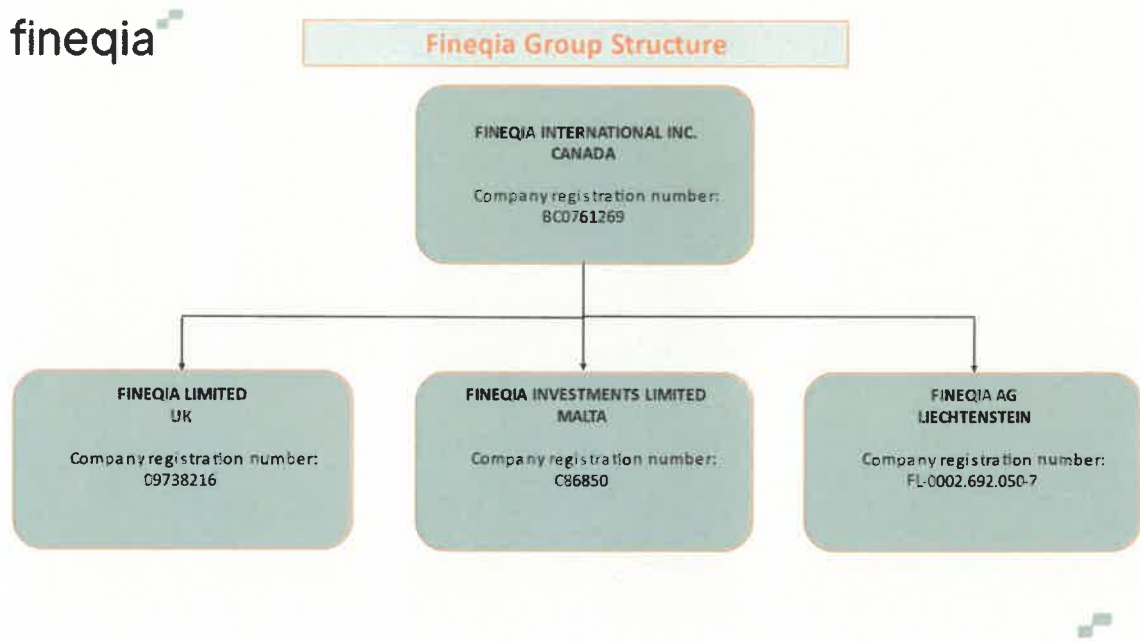 fineqia
Fineqia Group Structure
FINEQIA INTERNATIONAL INC.
CANADA
Company registration number:
BC0761269
FINEQIA LIMITED
UK
Company registration number:
09738216
FINEQIA INVESTMENTS LIMITED
MALTA
Company registration number:
C86850
FINEQIA AG
LIECHTENSTEIN
Company registration number:
FL-0002.692.050-7